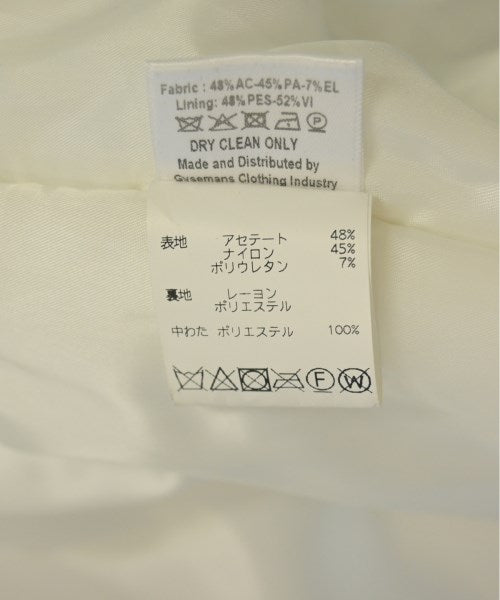 Fabric : 48%AC-45%PA-7%EL
Lining: 48%PES-52%VI
DRY CLEAN ONLY
Made and Distributed by
Gysemans Clothing Industry
表地 アセテート 48%
ナイロン 45%
ポリウレタン 7%
裏地 レーヨン
ポリエステル
中わた ポリエステル 100%
P
F
W